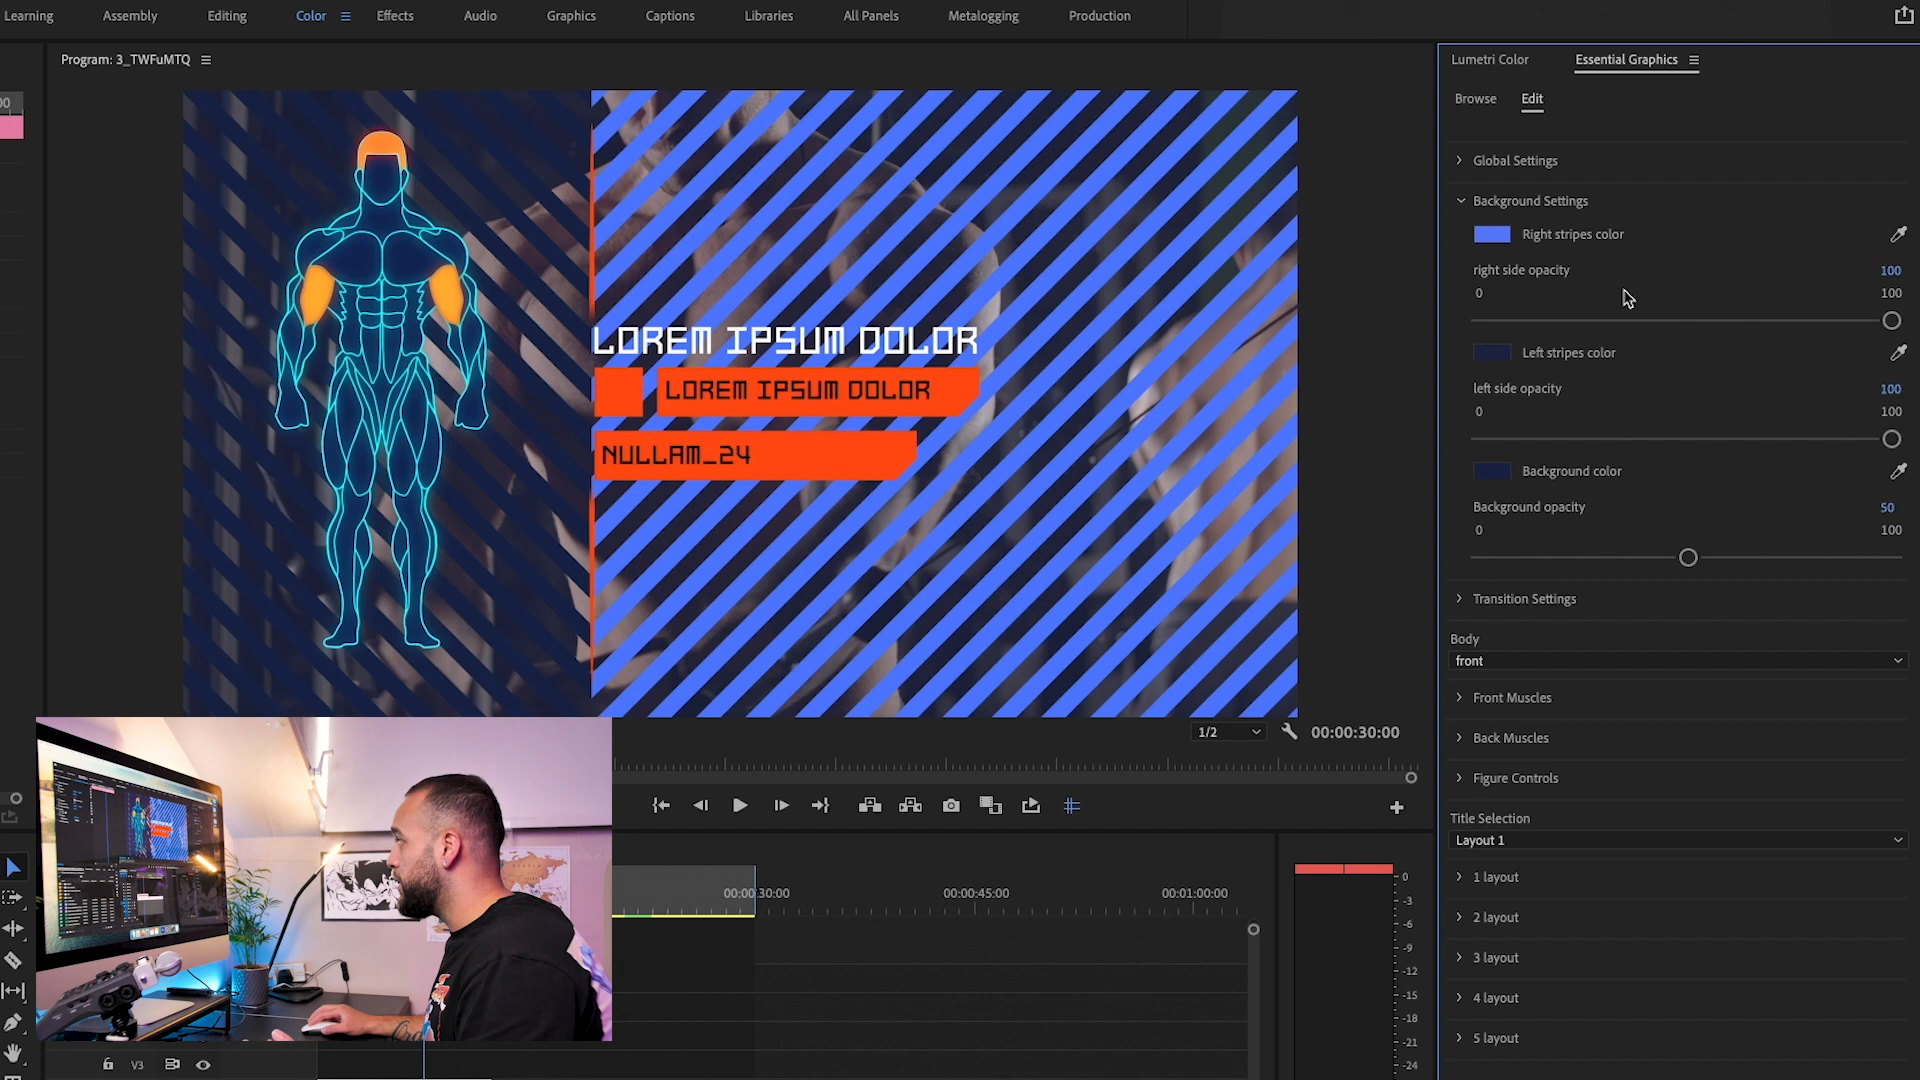 Learning Assembly Editing Color Effects Audio Graphics Captions Libraries All Panels Metalogging Production
Program: 3_TWFuMTQ
Lumetri Color Essential Graphics
Browse Edit
Global Settings
Background Settings
Right stripes color
right side opacity 100
0 100
Left stripes color
left side opacity 100
0 100
Background color
Background opacity 50
0 100
Transition Settings
Body
front
Front Muscles
Back Muscles
Figure Controls
Title Selection
Layout 1
1 layout
2 layout
3 layout
4 layout
5 layout
LOREM IPSUM DOLOR
LOREM IPSUM DOLOR
NULLAM_24
1/2 00:00:30:00
00:00:30:00 00:00:45:00 00:01:00:00
0
-3
-6
-9
-12
-15
-18
-21
-24
V3